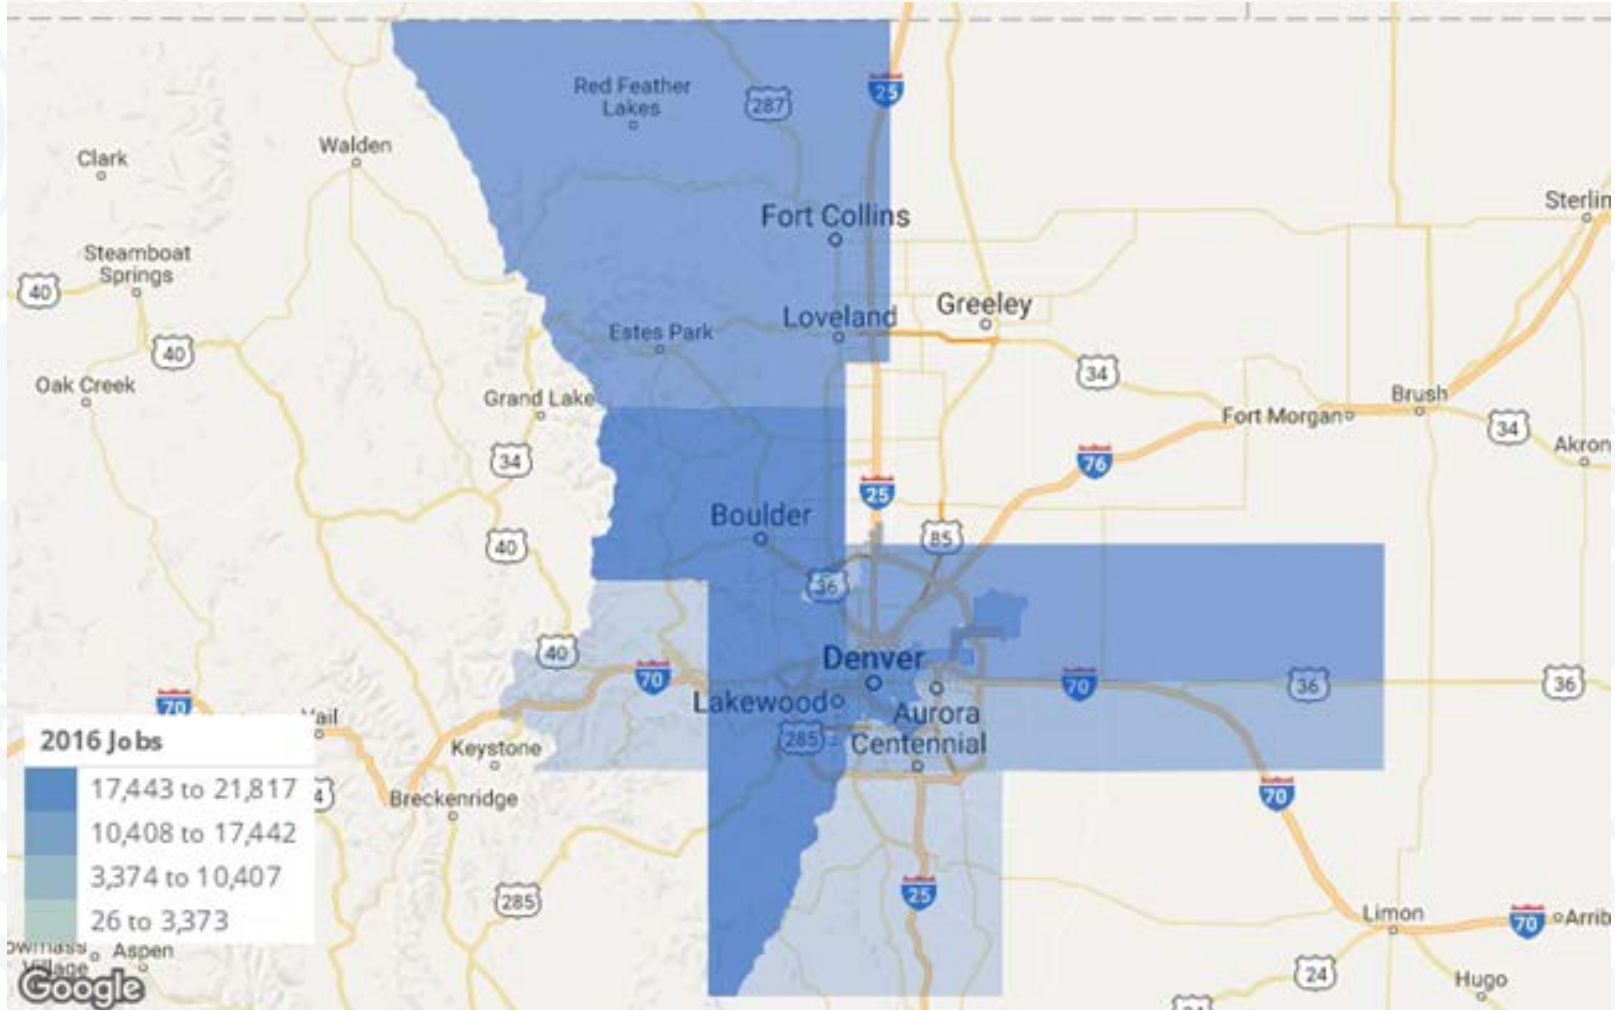 Red Feather
Lakes
287
25
Clark
Walden
Fort Collins
Sterlin
Steamboat
Springs
40
Greeley
Loveland
Estes Park
40
34
Oak Creek
Grand Lake
Brush
Fort Morgan
34
Akron
34
76
25
Boulder
85
40
36
40
Denver
70
70
36
36
Lakewood
Aurora
70
Vail
285
Centennial
Keystone
2016 Jobs
17,443 to 21,817
10,408 to 17,442
3,374 to 10,407
26 to 3,373
4
Breckenridge
70
285
25
Limon
70
Arrib
owmass
Village
Aspen
24
Hugo
Google